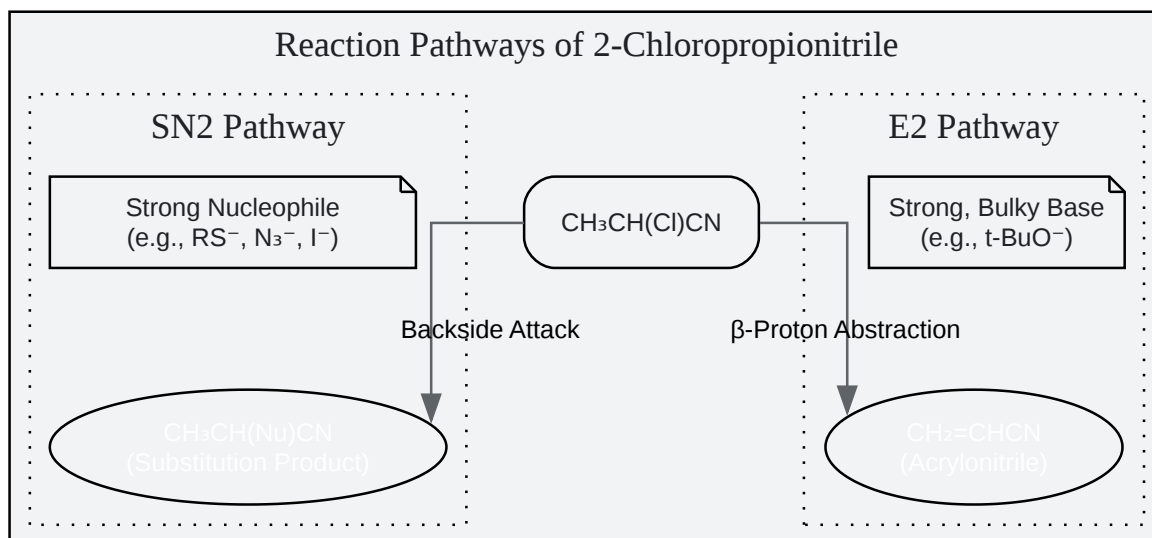 Reaction Pathways of 2-Chloropropionitrile
SN2 Pathway
E2 Pathway
Strong Nucleophile
(e.g., RS⁻, N₃⁻, I⁻)
CH₃CH(Cl)CN
Strong, Bulky Base
(e.g., t-BuO⁻)
Backside Attack
β-Proton Abstraction
CH₃CH(Nu)CN
(Substitution Product)
CH₂=CHCN
(Acrylonitrile)